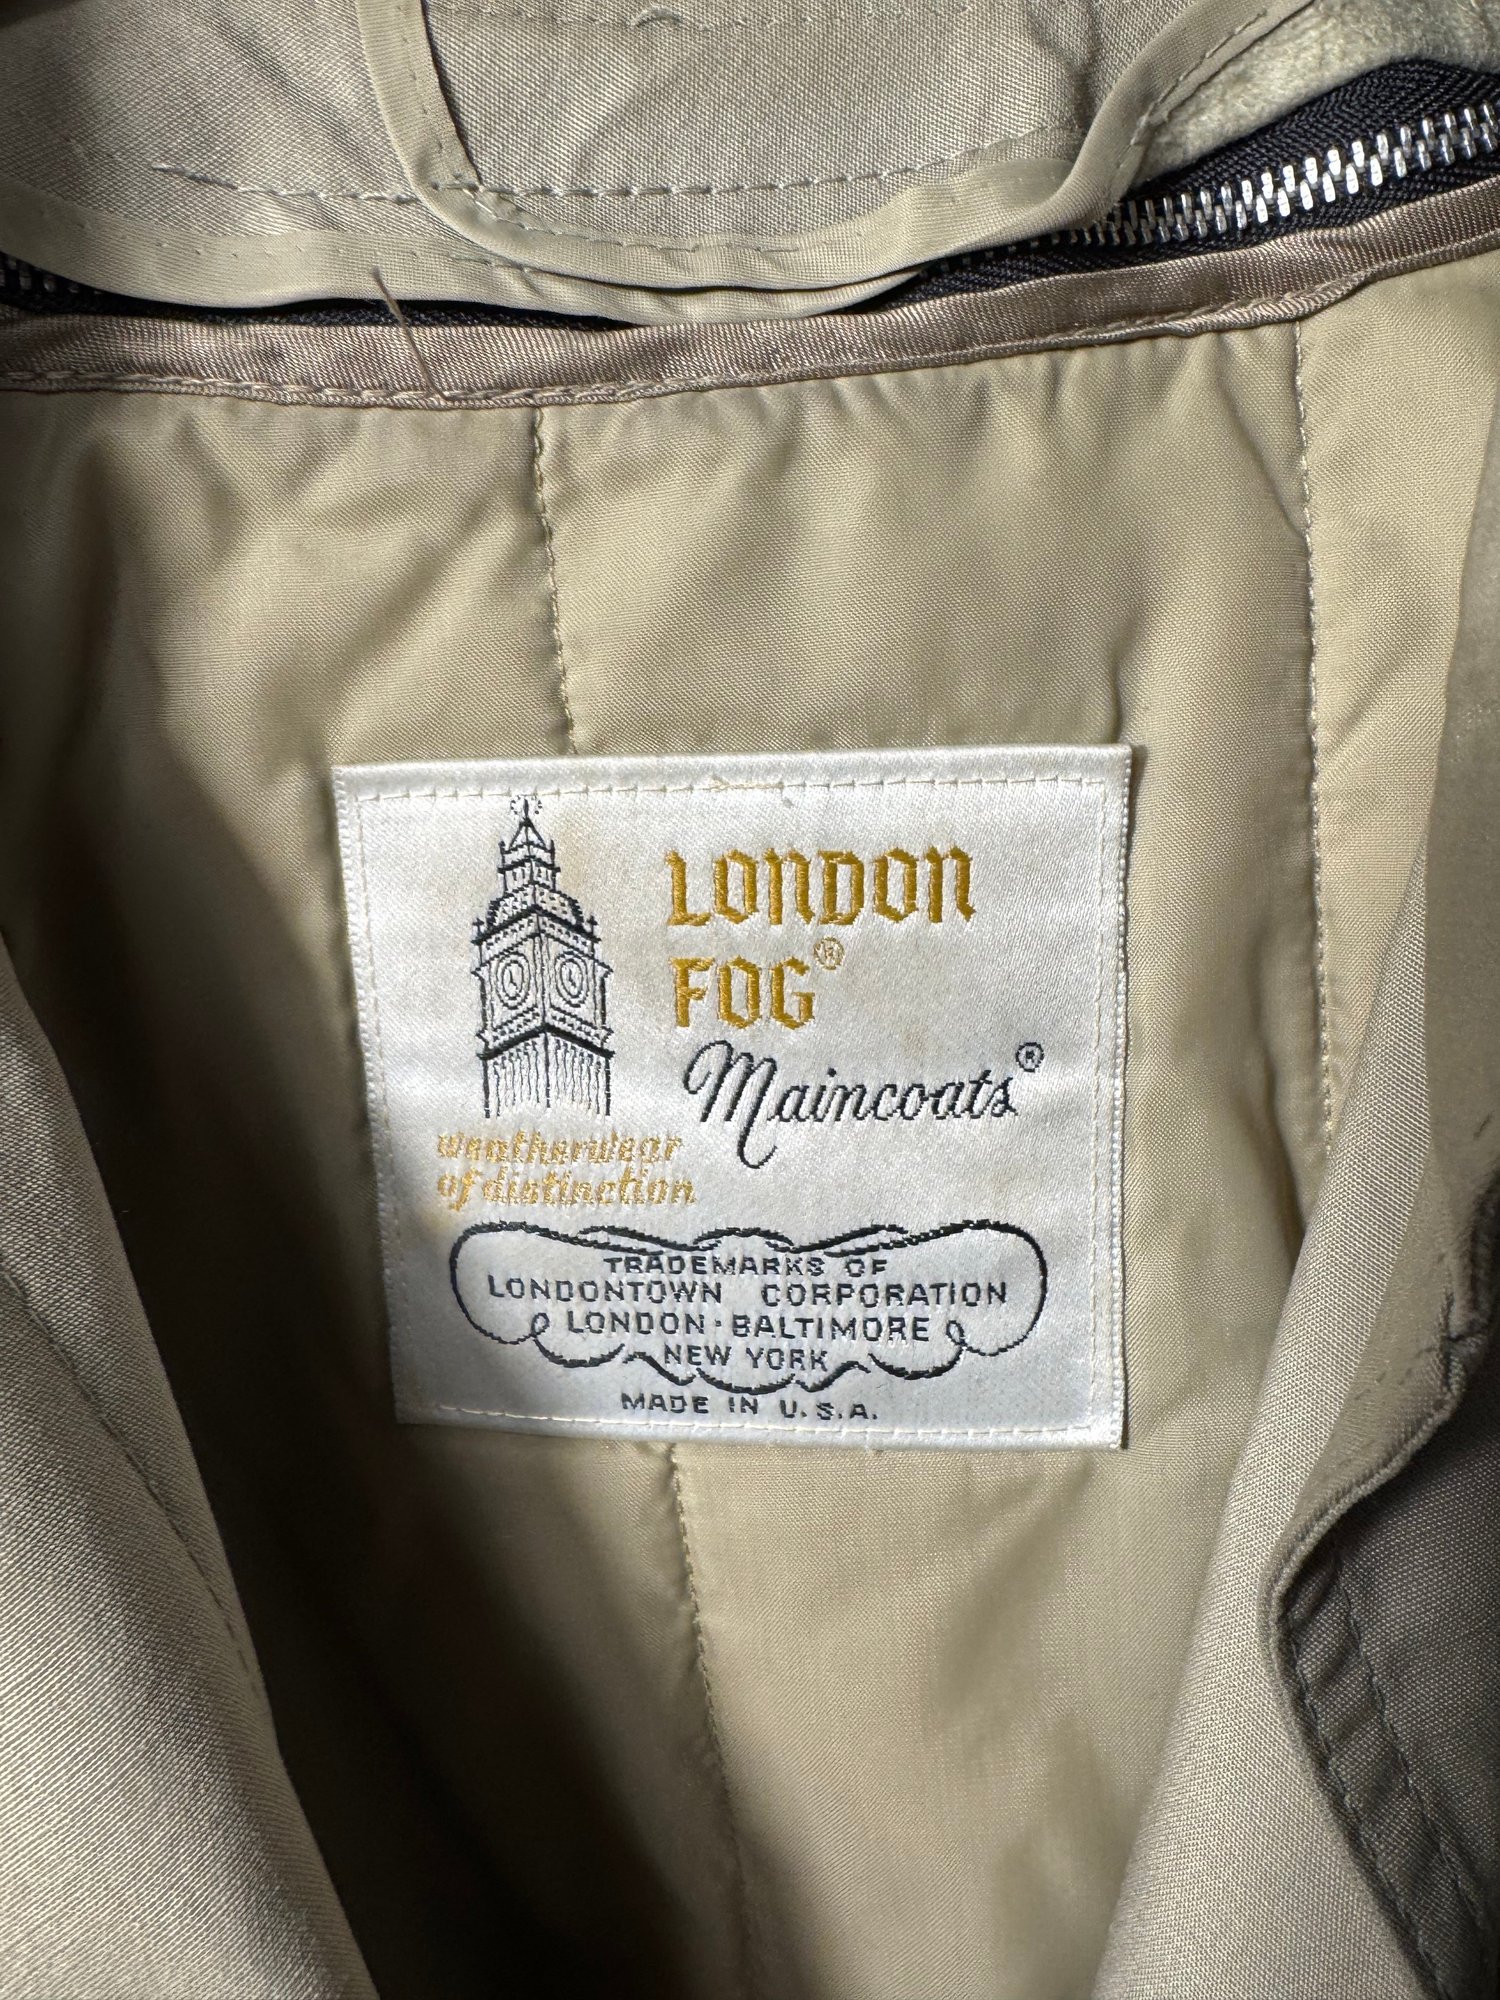 LONDON
FOG®
Maincoats®
weatherwear
of distinction
TRADEMARKS OF
LONDONTOWN CORPORATION
LONDON · BALTIMORE
NEW YORK
MADE IN U.S.A.